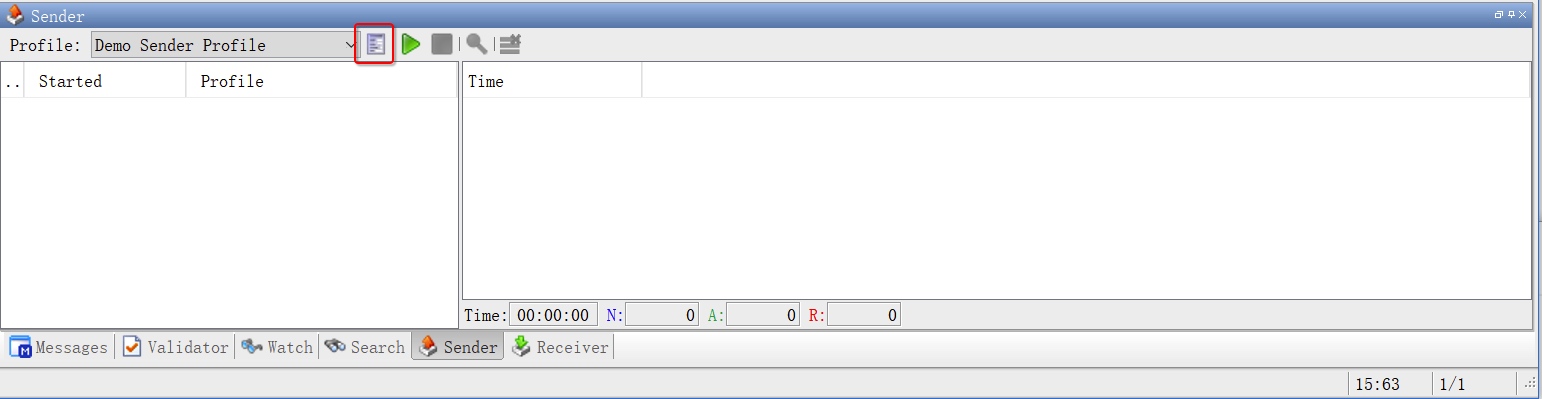 Sender
Profile: Demo Sender Profile
.. Started Profile
Time
Time: 00:00:00 N: 0 A: 0 R: 0
M Messages Validator Watch Search Sender Receiver
15:63 1/1